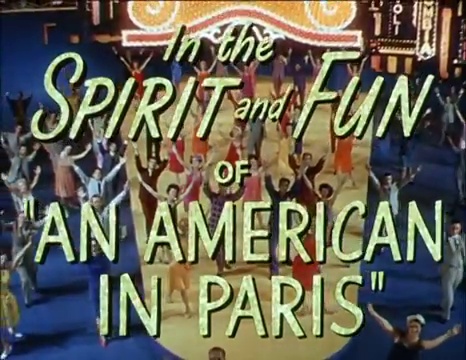 In the
SPIRIT and FUN
OF
"AN AMERICAN
IN PARIS"